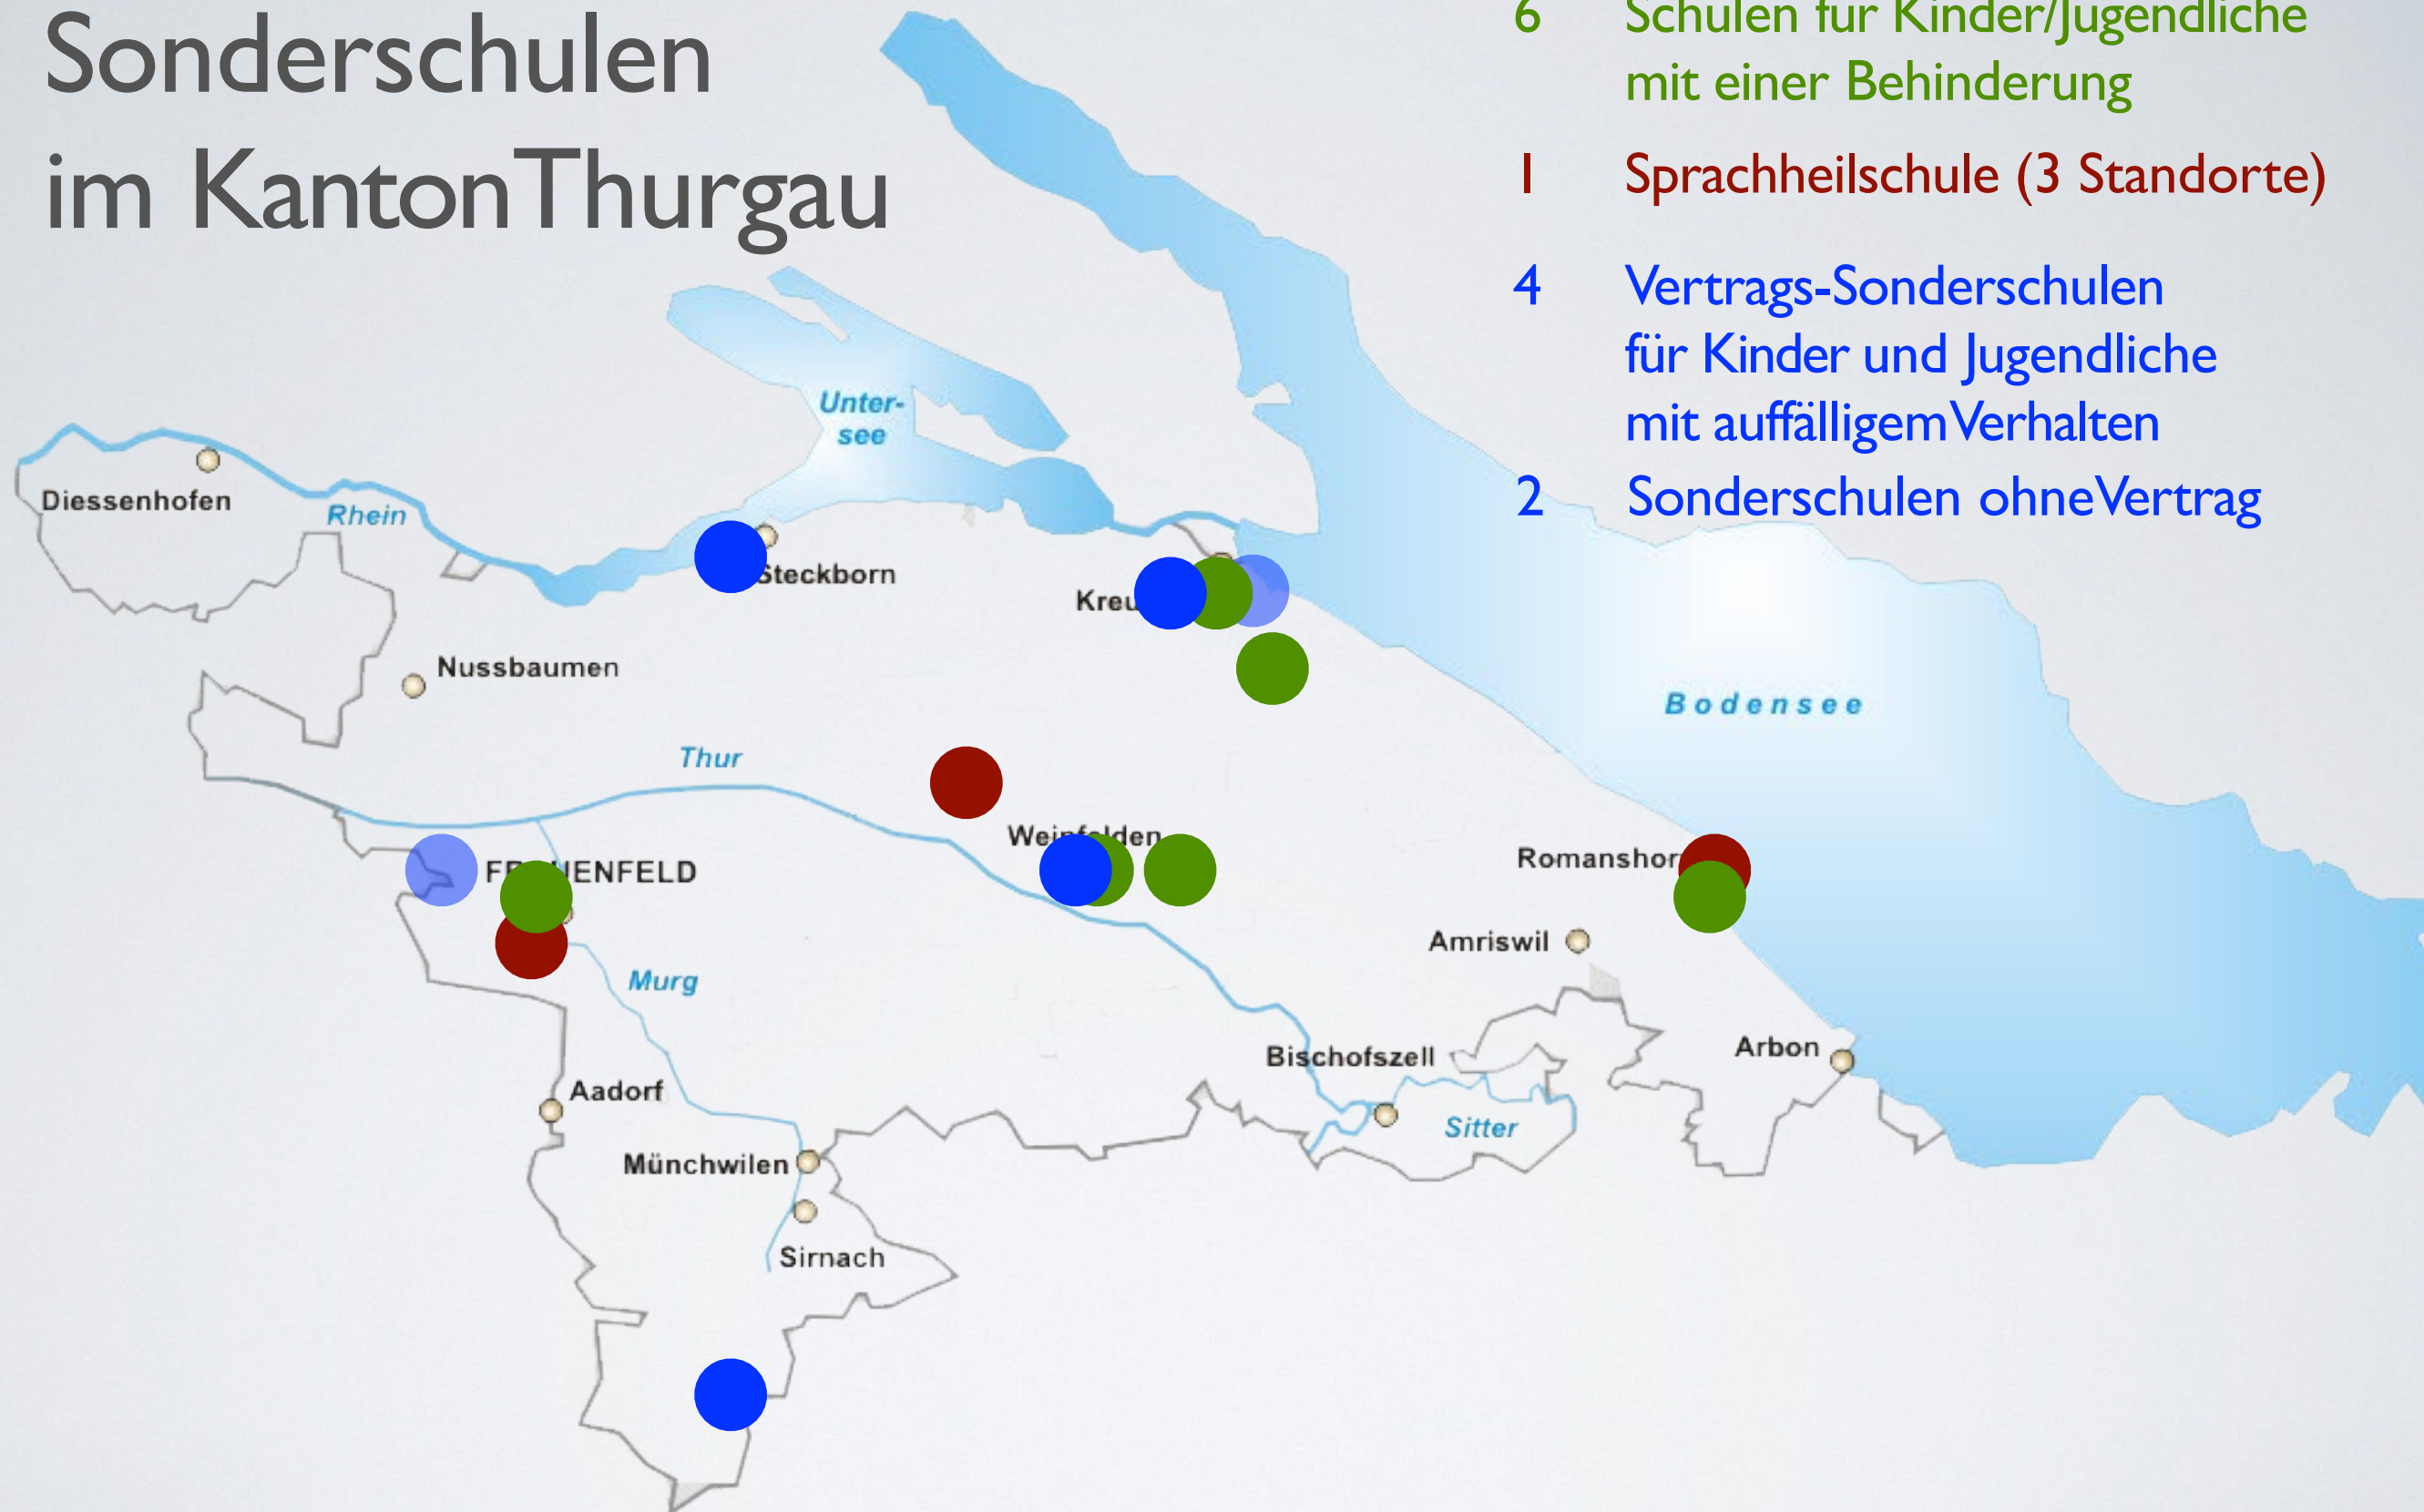 Sonderschulen
im Kanton Thurgau
6 Schulen für Kinder/Jugendliche
mit einer Behinderung
1 Sprachheilschule (3 Standorte)
4 Vertrags-Sonderschulen
für Kinder und Jugendliche
mit auffälligem Verhalten
2 Sonderschulen ohne Vertrag
Unter-
see
Diessenhofen
Rhein
Steckborn
Nussbaumen
Bodensee
Thur
Amriswil
Murg
Arbon
Bischofszell
Aadorf
Sitter
Münchwilen
Sirnach